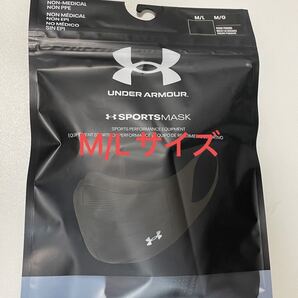 NON-MEDICAL
NON PPE
NON MÉDICAL
NON EPI
NO MÉDICO
SIN EPI
M/L M/G
UNDER ARMOUR.
SPORTSMASK
SPORTS PERFORMANCE EQUIPMENT
M/Lサイズ